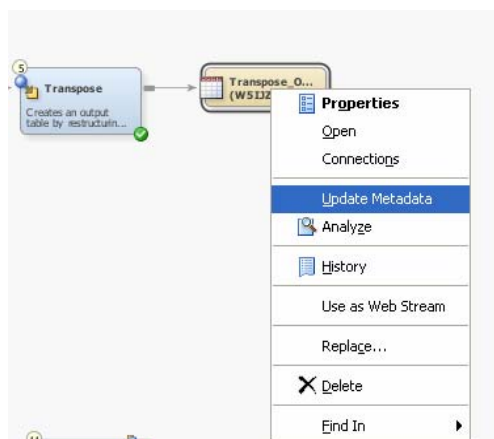 5
Transpose
Creates an output
table by restructurin...
Transpose_O...
(W5IJZ
Properties
Open
Connections
Update Metadata
Analyze
History
Use as Web Stream
Replace...
Delete
Find In